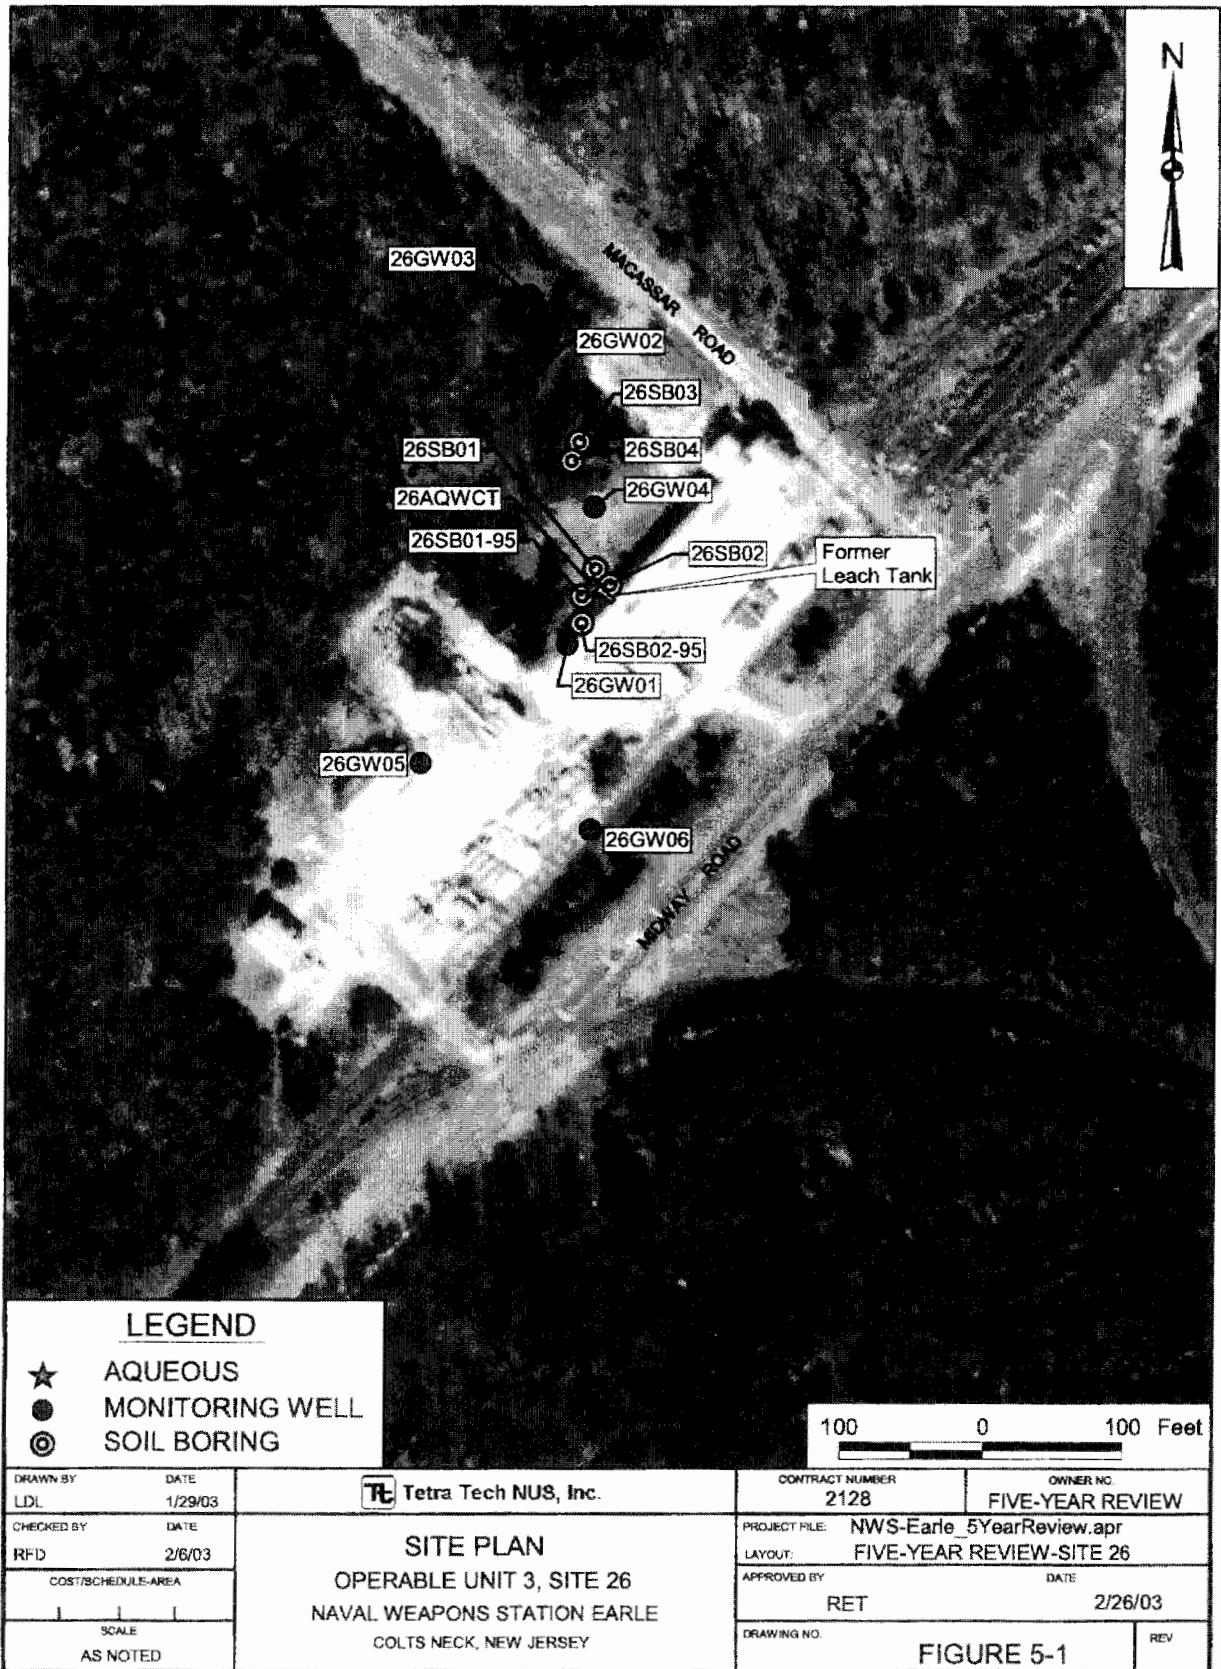 N
MACASSAR ROAD
26GW03
26GW02
26SB03
26SB01
26SB04
26AQWCT
26GW04
26SB01-95
26SB02
Former
Leach Tank
26SB02-95
26GW01
26GW05
26GW06
MIDWAY ROAD
LEGEND
AQUEOUS
MONITORING WELL
SOIL BORING
100 0 100 Feet
DRAWN BY DATE
LDL 1/29/03
CHECKED BY DATE
RFD 2/6/03
COST/SCHEDULE-AREA
SCALE
AS NOTED
Tt Tetra Tech NUS, Inc.
SITE PLAN
OPERABLE UNIT 3, SITE 26
NAVAL WEAPONS STATION EARLE
COLTS NECK, NEW JERSEY
CONTRACT NUMBER
2128
OWNER NO.
FIVE-YEAR REVIEW
PROJECT FILE: NWS-Earle_5YearReview.apr
LAYOUT: FIVE-YEAR REVIEW-SITE 26
APPROVED BY DATE
RET 2/26/03
DRAWING NO.
FIGURE 5-1
REV